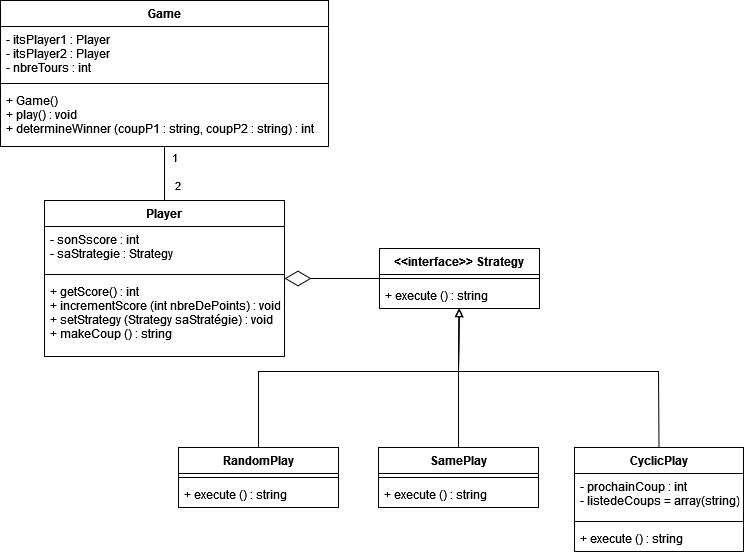 Game
- itsPlayer1 : Player
- itsPlayer2 : Player
- nbreTours : int
+ Game()
+ play() : void
+ determineWinner (coupP1 : string, coupP2 : string) : int
1
2
Player
- sonSscore : int
- saStrategie : Strategy
+ getScore() : int
+ incrementScore (int nbreDePoints) : void
+ setStrategy (Strategy saStratégie) : void
+ makeCoup () : string
<<interface>> Strategy
+ execute () : string
RandomPlay
+ execute () : string
SamePlay
+ execute () : string
CyclicPlay
- prochainCoup : int
- listedeCoups = array(string)
+ execute () : string